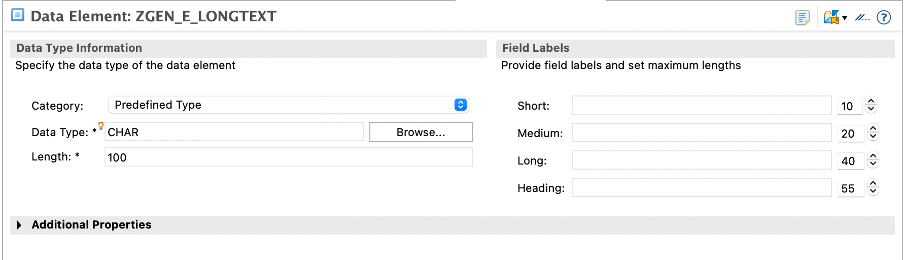 Data Element: ZGEN_E_LONGTEXT
Data Type Information
Specify the data type of the data element
Category: Predefined Type
Data Type: * CHAR Browse...
Length: * 100
Field Labels
Provide field labels and set maximum lengths
Short: 10
Medium: 20
Long: 40
Heading: 55
Additional Properties